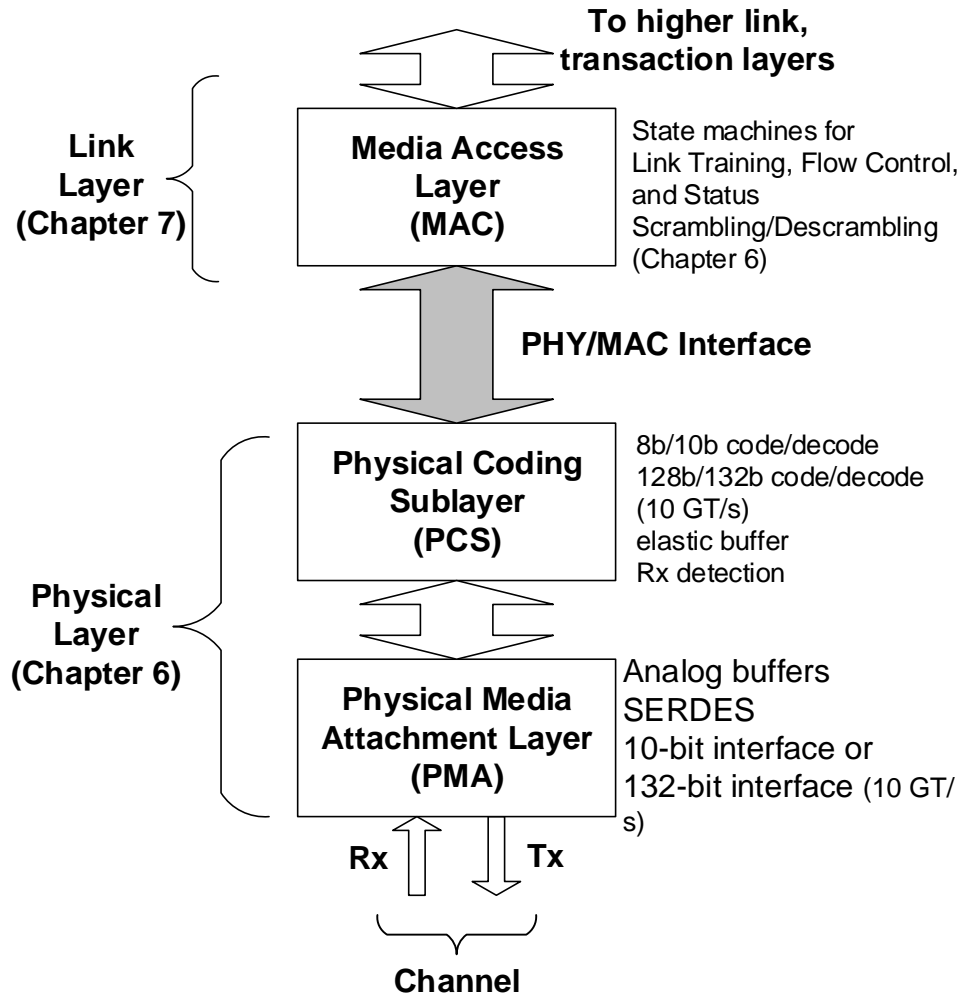 To higher link,
transaction layers
Link
Layer
(Chapter 7)
Media Access
Layer
(MAC)
State machines for
Link Training, Flow Control,
and Status
Scrambling/Descrambling
(Chapter 6)
PHY/MAC Interface
Physical
Layer
(Chapter 6)
Physical Coding
Sublayer
(PCS)
8b/10b code/decode
128b/132b code/decode
(10 GT/s)
elastic buffer
Rx detection
Physical Media
Attachment Layer
(PMA)
Analog buffers
SERDES
10-bit interface or
132-bit interface (10 GT/
s)
Rx
Tx
Channel